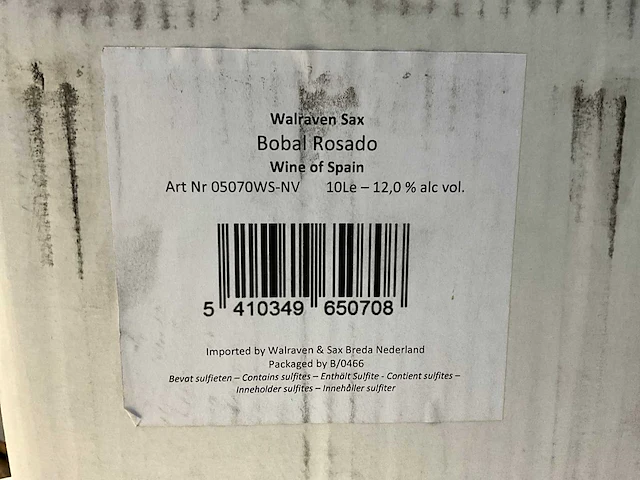 Walraven Sax
Bobal Rosado
Wine of Spain
Art Nr 05070WS-NV 10Le – 12,0 % alc vol.
5 410349 650708
Imported by Walraven & Sax Breda Nederland
Packaged by B/0466
Bevat sulfieten – Contains sulfites – Enthält Sulfite - Contient sulfites –
Inneholder sulfites – Innehåller sulfiter